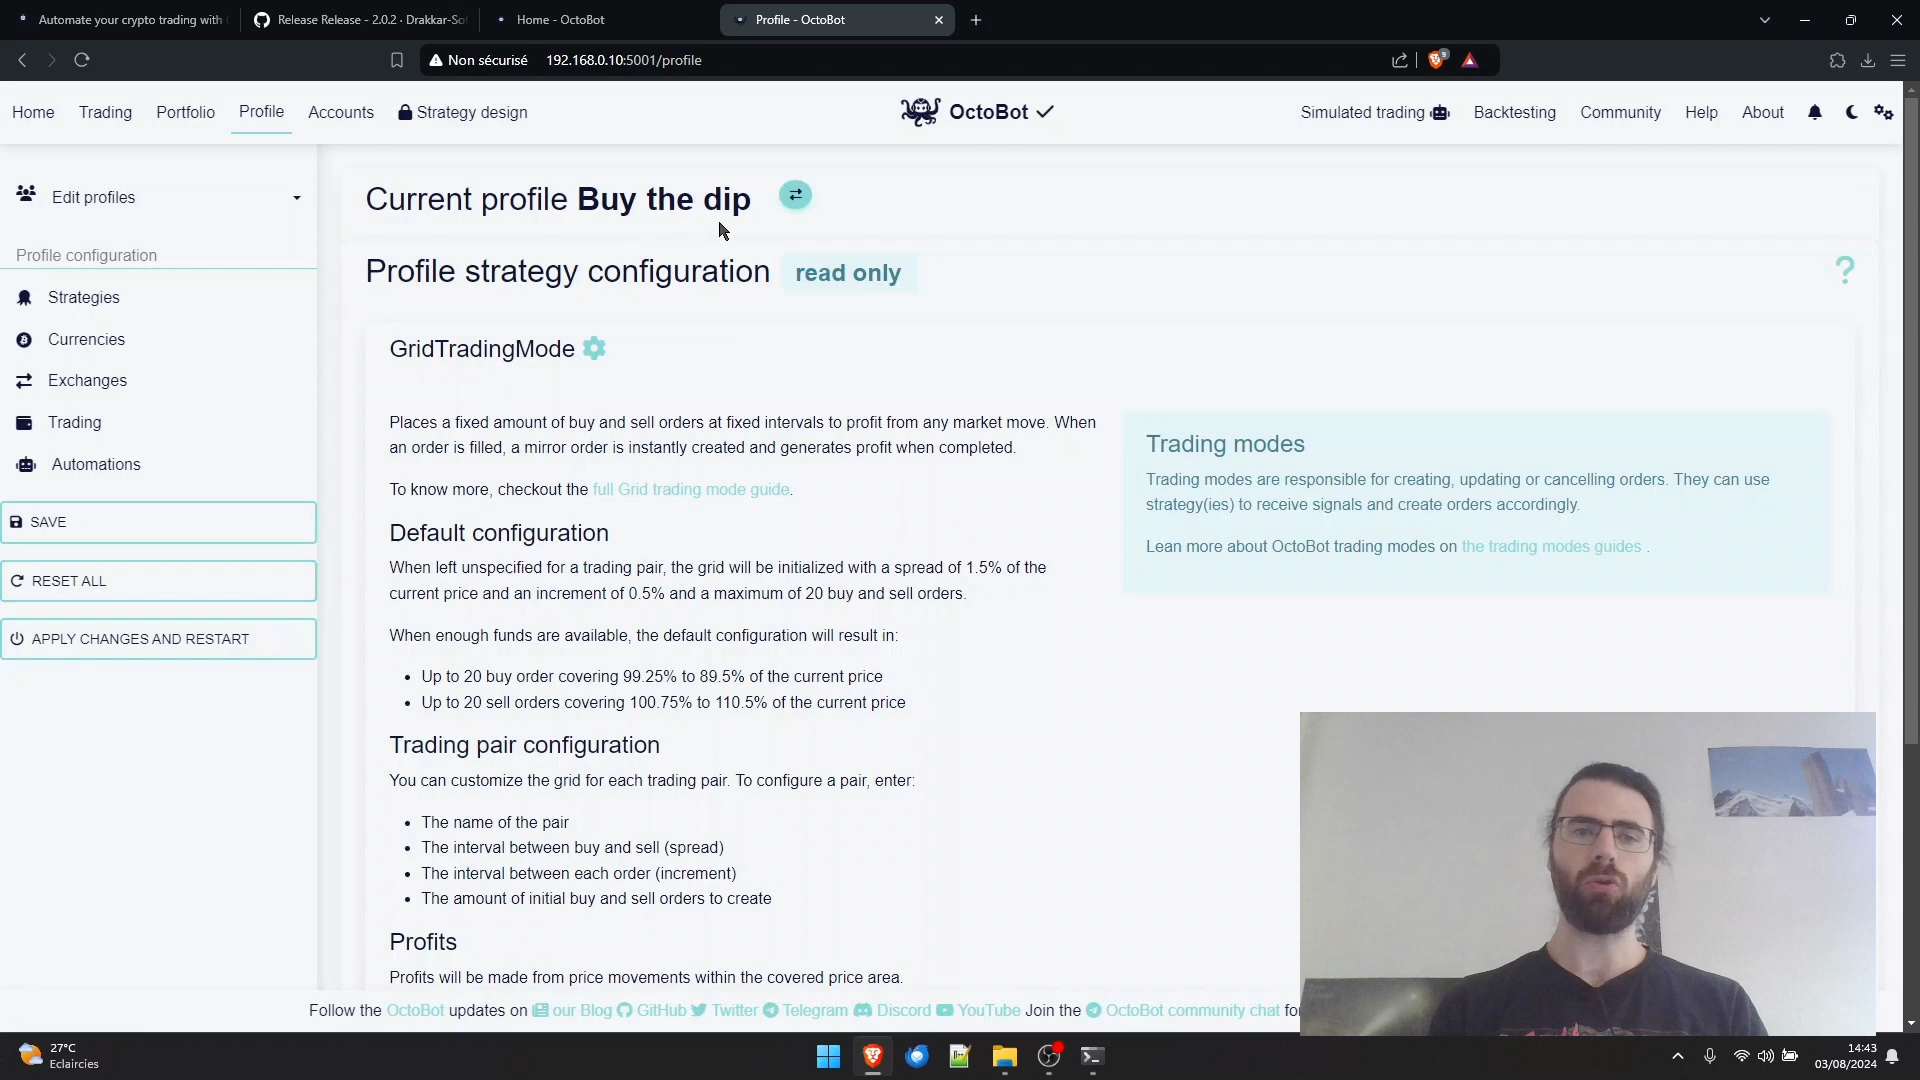 Automate your crypto trading with
Release Release - 2.0.2 · Drakkar-Sof
Home - OctoBot
Profile - OctoBot
Non sécurisé 192.168.0.10:5001/profile
9
Home
Trading
Portfolio
Profile
Accounts
Strategy design
OctoBot
Simulated trading
Backtesting
Community
Help
About
Edit profiles
Profile configuration
Strategies
Currencies
Exchanges
Trading
Automations
SAVE
RESET ALL
APPLY CHANGES AND RESTART
Current profile Buy the dip
Profile strategy configuration read only
?
GridTradingMode
Places a fixed amount of buy and sell orders at fixed intervals to profit from any market move. When
an order is filled, a mirror order is instantly created and generates profit when completed.
To know more, checkout the full Grid trading mode guide.
Default configuration
When left unspecified for a trading pair, the grid will be initialized with a spread of 1.5% of the
current price and an increment of 0.5% and a maximum of 20 buy and sell orders.
When enough funds are available, the default configuration will result in:
• Up to 20 buy order covering 99.25% to 89.5% of the current price
• Up to 20 sell orders covering 100.75% to 110.5% of the current price
Trading pair configuration
You can customize the grid for each trading pair. To configure a pair, enter:
• The name of the pair
• The interval between buy and sell (spread)
• The interval between each order (increment)
• The amount of initial buy and sell orders to create
Profits
Profits will be made from price movements within the covered price area.
Trading modes
Trading modes are responsible for creating, updating or cancelling orders. They can use
strategy(ies) to receive signals and create orders accordingly.
Lean more about OctoBot trading modes on the trading modes guides .
Follow the OctoBot updates on our Blog GitHub Twitter Telegram Discord YouTube Join the OctoBot community chat for
27°C
Eclaircies
14:43
03/08/2024